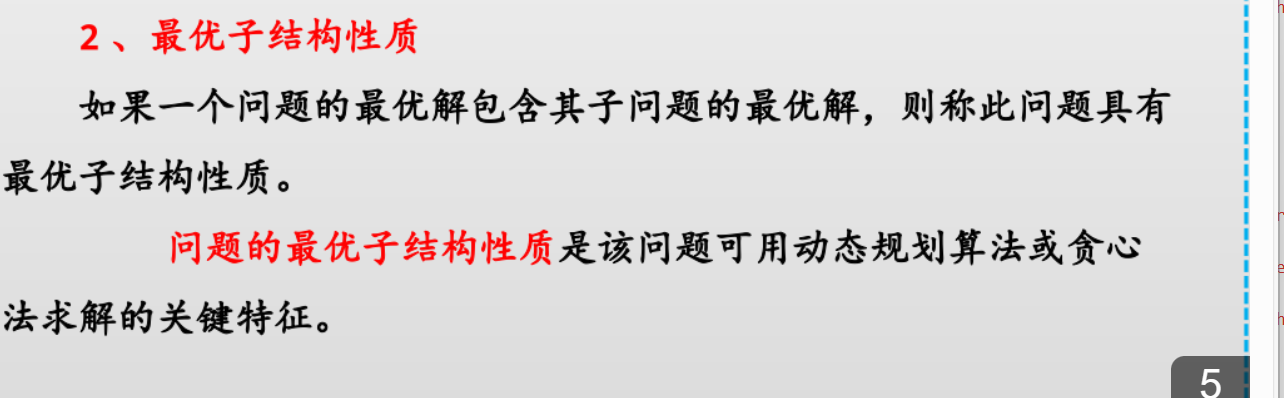 2、最优子结构性质
如果一个问题的最优解包含其子问题的最优解，则称此问题具有
最优子结构性质。
问题的最优子结构性质是该问题可用动态规划算法或贪心
法求解的关键特征。
5